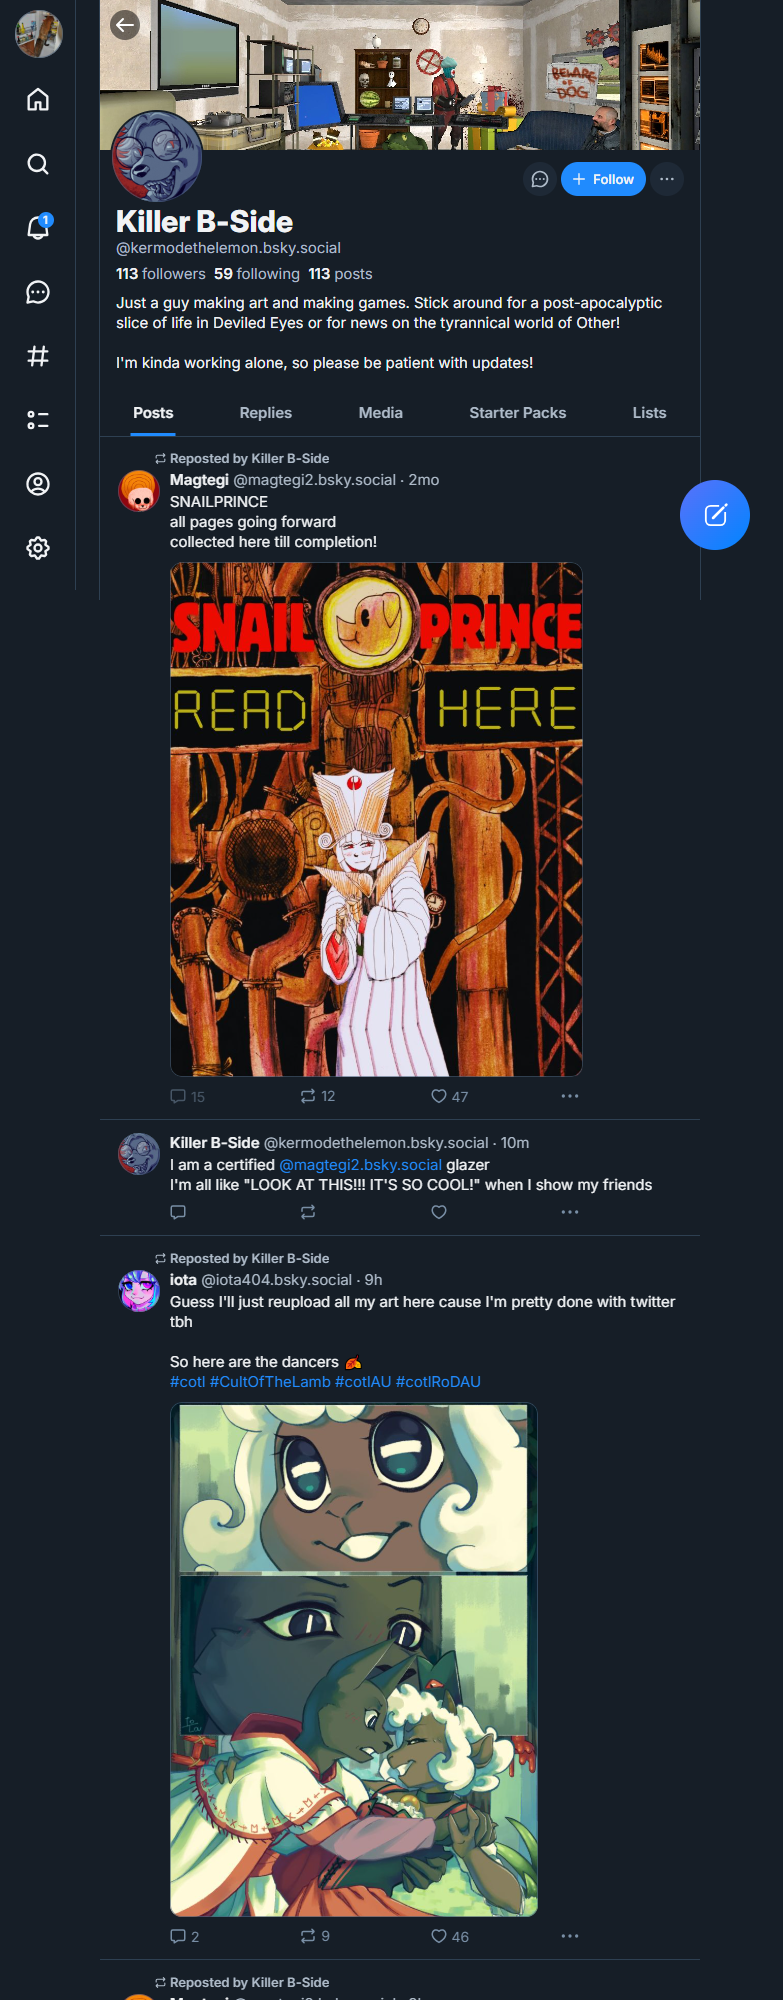 BEWARE
OF
DOG
1
Follow
Killer B-Side
@kermodethelemon.bsky.social
113 followers 59 following 113 posts
Just a guy making art and making games. Stick around for a post-apocalyptic
slice of life in Deviled Eyes or for news on the tyrannical world of Other!
I'm kinda working alone, so please be patient with updates!
Posts Replies Media Starter Packs Lists
Reposted by Killer B-Side
Magtegi @magtegi2.bsky.social · 2mo
SNAILPRINCE
all pages going forward
collected here till completion!
SNAIL PRINCE
READ HERE
15 12 47
Killer B-Side @kermodethelemon.bsky.social · 10m
I am a certified @magtegi2.bsky.social glazer
I'm all like "LOOK AT THIS!!! IT'S SO COOL!" when I show my friends
Reposted by Killer B-Side
iota @iota404.bsky.social · 9h
Guess I'll just reupload all my art here cause I'm pretty done with twitter
tbh
So here are the dancers 🍂
#cotl #CultOfTheLamb #cotlAU #cotlRoDAU
2 9 46
Reposted by Killer B-Side